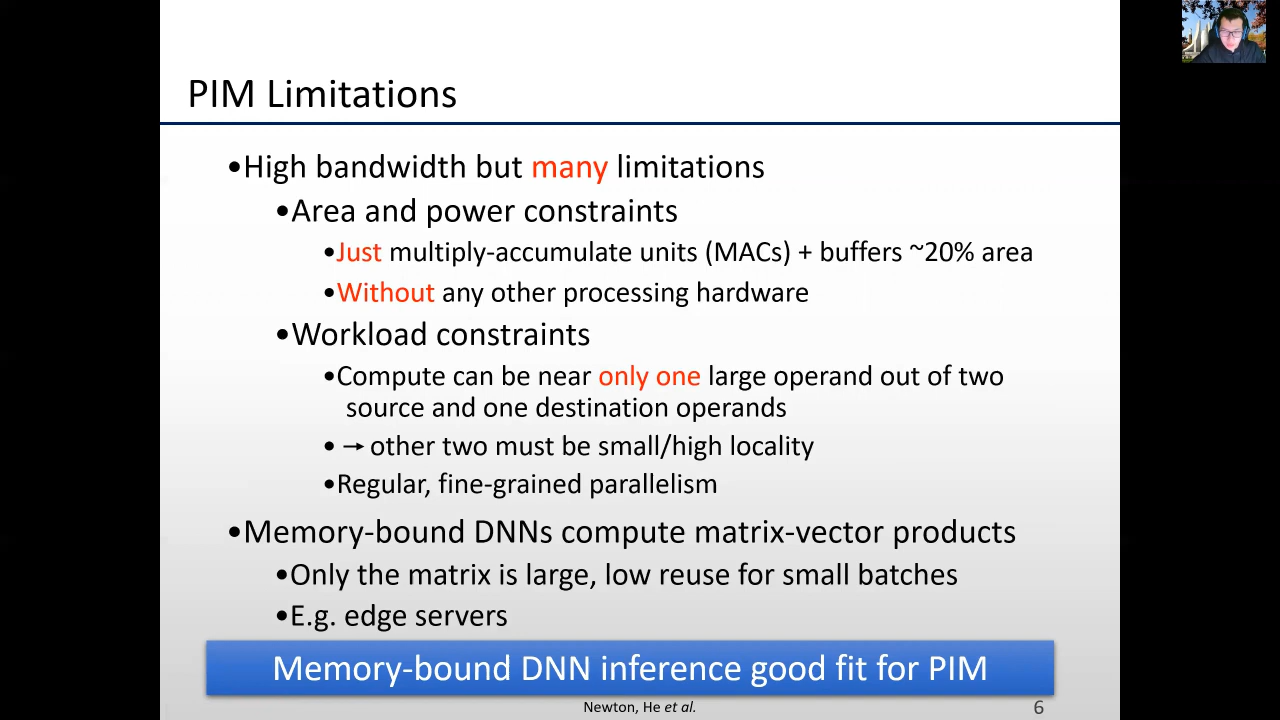 PIM Limitations
•High bandwidth but many limitations
•Area and power constraints
•Just multiply-accumulate units (MACs) + buffers ~20% area
•Without any other processing hardware
•Workload constraints
•Compute can be near only one large operand out of two
source and one destination operands
•→ other two must be small/high locality
•Regular, fine-grained parallelism
•Memory-bound DNNs compute matrix-vector products
•Only the matrix is large, low reuse for small batches
•E.g. edge servers
Memory-bound DNN inference good fit for PIM
Newton, He et al.
6